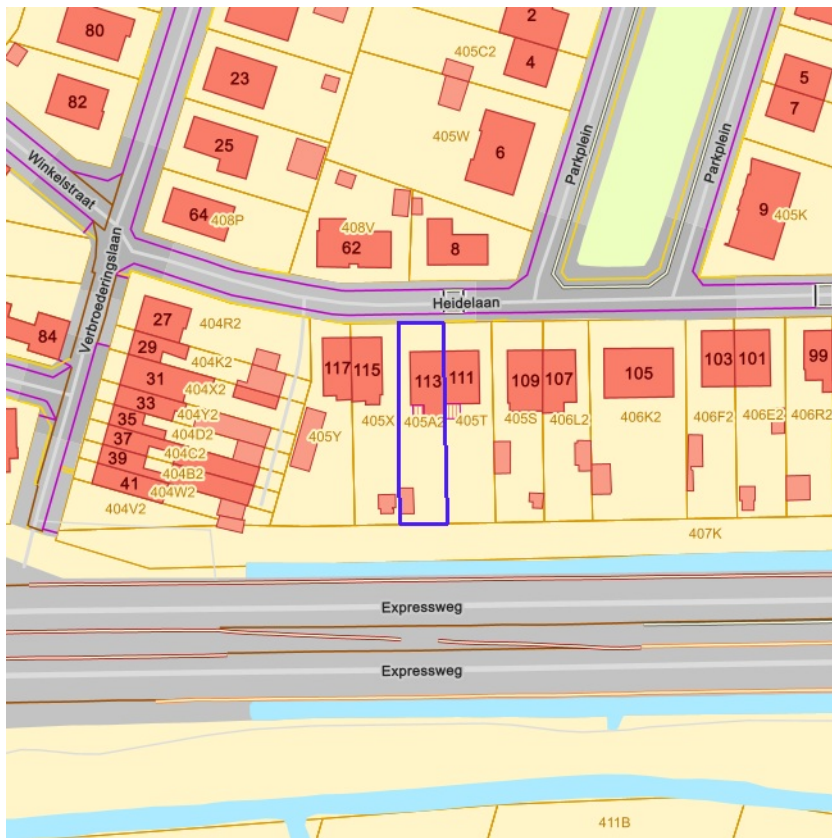 80
2
405C2
4
5
23
82
7
25
405W
6
Parkplein
Parkplein
Winkelstraat
64
408P
408V
62
8
9
405K
Verbroederingslaan
Heidelaan
27
404R2
84
29
404K2
31
404X2
33
404Y2
35
404D2
37
404C2
39
404B2
41
404W2
404V2
117
115
405Y
405X
113
111
405A2
405T
109
107
405S
406L2
105
406K2
103
101
406F2
406E2
99
406R2
407K
Expressweg
Expressweg
411B